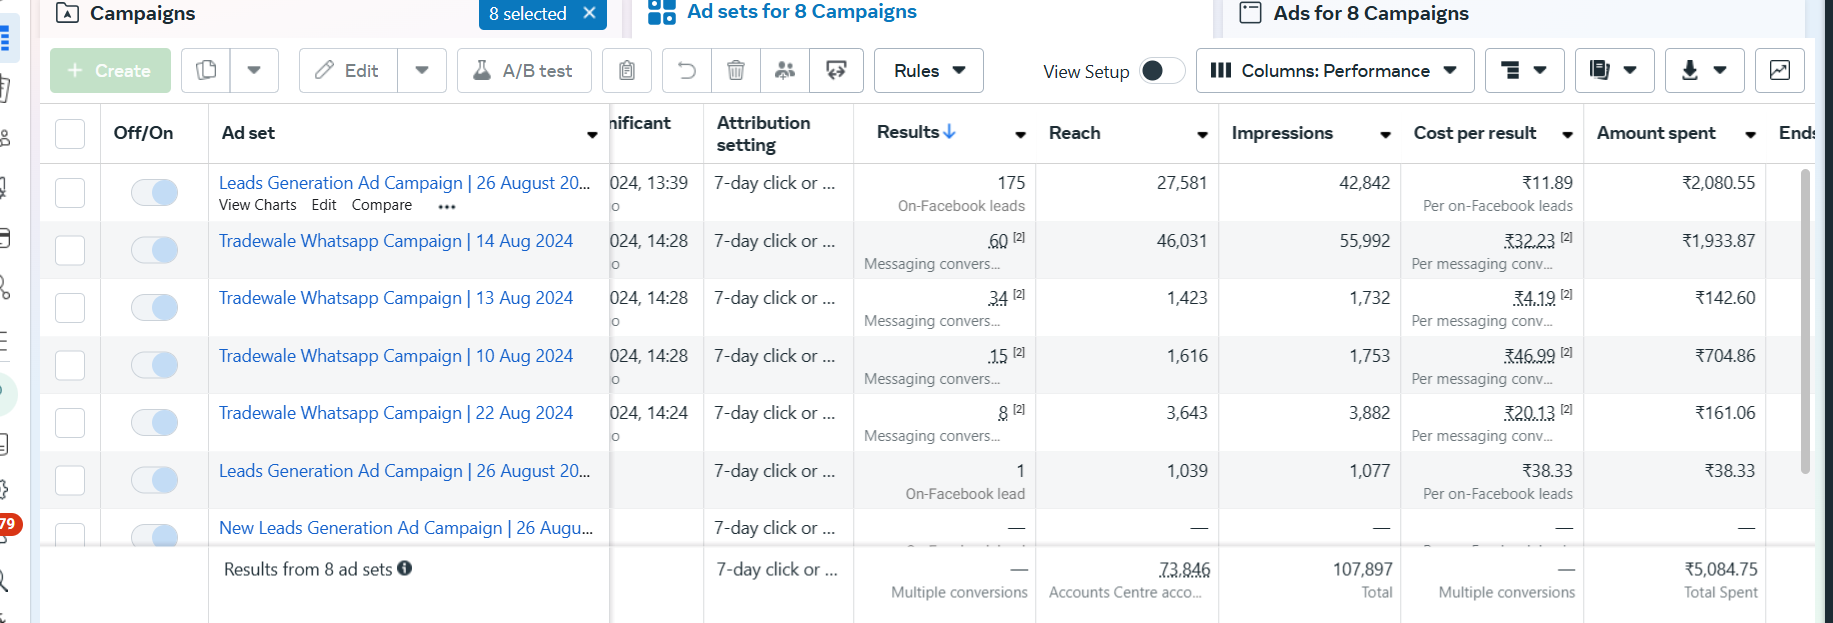 Campaigns
8 selected ×
Ad sets for 8 Campaigns
Ads for 8 Campaigns
+ Create
Edit
A/B test
Rules
View Setup
Columns: Performance
Off/On
Ad set
nificant
Attribution setting
Results↓
Reach
Impressions
Cost per result
Amount spent
Ends
Leads Generation Ad Campaign | 26 August 20...
View Charts Edit Compare ...
024, 13:39
o
7-day click or ...
175
On-Facebook leads
27,581
42,842
₹11.89
Per on-Facebook leads
₹2,080.55
Tradewale Whatsapp Campaign | 14 Aug 2024
024, 14:28
o
7-day click or ...
60 [2]
Messaging convers...
46,031
55,992
₹32.23 [2]
Per messaging conv...
₹1,933.87
Tradewale Whatsapp Campaign | 13 Aug 2024
024, 14:28
o
7-day click or ...
34 [2]
Messaging convers...
1,423
1,732
₹4.19 [2]
Per messaging conv...
₹142.60
Tradewale Whatsapp Campaign | 10 Aug 2024
024, 14:28
o
7-day click or ...
15 [2]
Messaging convers...
1,616
1,753
₹46.99 [2]
Per messaging conv...
₹704.86
Tradewale Whatsapp Campaign | 22 Aug 2024
024, 14:24
o
7-day click or ...
8 [2]
Messaging convers...
3,643
3,882
₹20.13 [2]
Per messaging conv...
₹161.06
Leads Generation Ad Campaign | 26 August 20...
7-day click or ...
1
On-Facebook lead
1,039
1,077
₹38.33
Per on-Facebook leads
₹38.33
79
New Leads Generation Ad Campaign | 26 Augu...
7-day click or ...
—
—
—
—
—
Results from 8 ad sets
7-day click or ...
—
Multiple conversions
73,846
Accounts Centre acco...
107,897
Total
—
Multiple conversions
₹5,084.75
Total Spent